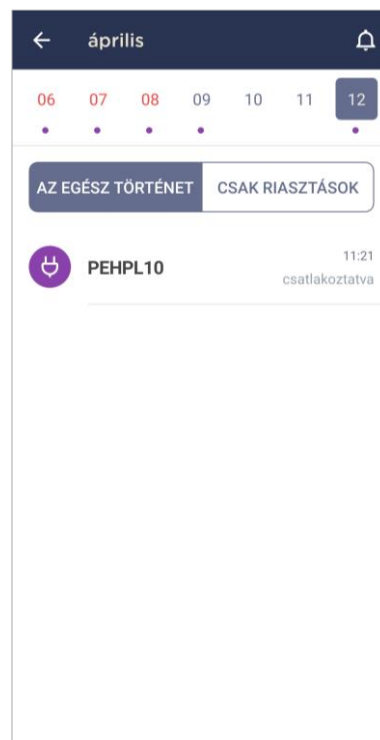 április
06 07 08 09 10 11 12
AZ EGÉSZ TÖRTÉNET CSAK RIASZTÁSOK
PEHPL10 11:21
csatlakoztatva